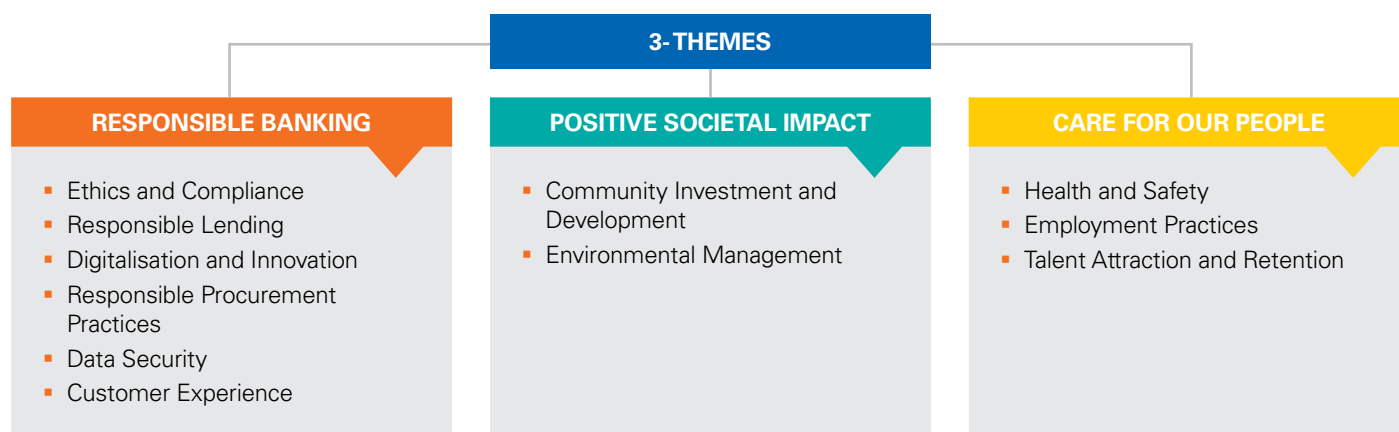 3- THEMES
RESPONSIBLE BANKING
▪ Ethics and Compliance
▪ Responsible Lending
▪ Digitalisation and Innovation
▪ Responsible Procurement
Practices
▪ Data Security
▪ Customer Experience
POSITIVE SOCIETAL IMPACT
▪ Community Investment and
Development
▪ Environmental Management
CARE FOR OUR PEOPLE
▪ Health and Safety
▪ Employment Practices
▪ Talent Attraction and Retention